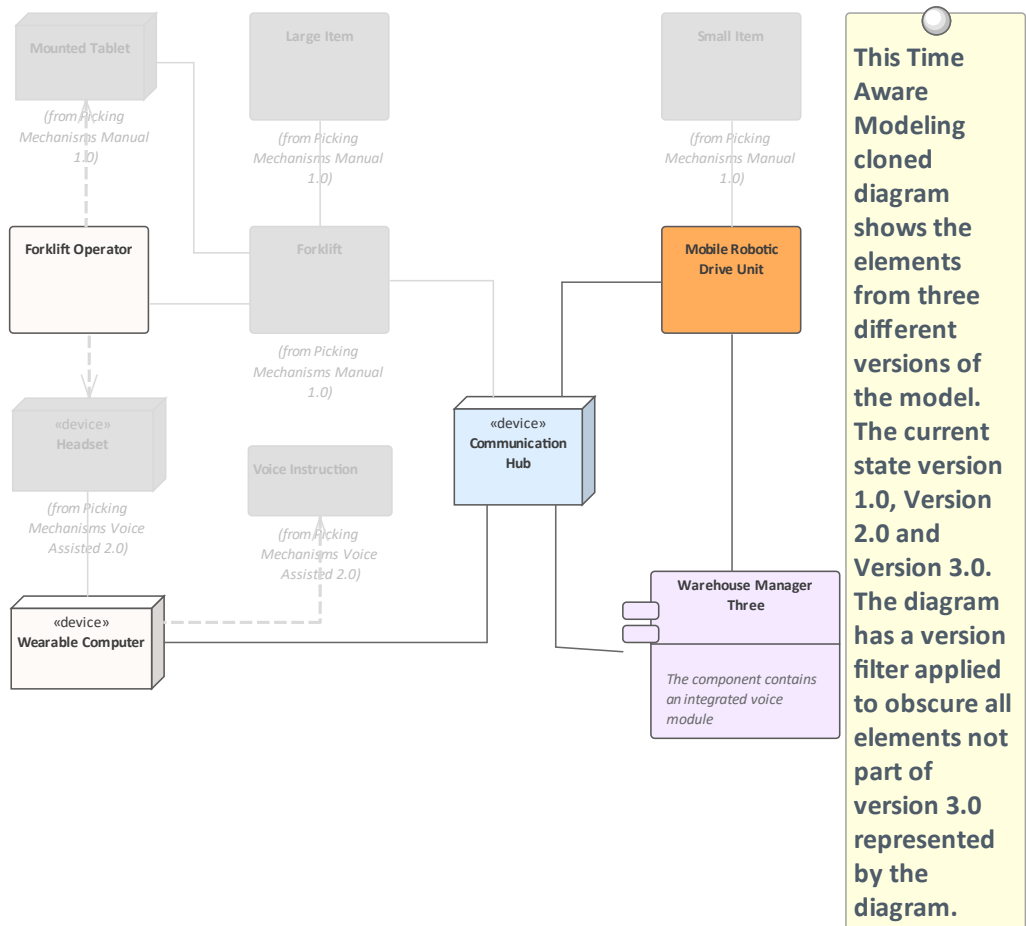 Mounted Tablet
(from Picking
Mechanisms Manual
1.0)
Large Item
(from Picking
Mechanisms Manual
1.0)
Small Item
(from Picking
Mechanisms Manual
1.0)
Forklift Operator
Forklift
(from Picking
Mechanisms Manual
1.0)
Mobile Robotic
Drive Unit
«device»
Headset
(from Picking
Mechanisms Voice
Assisted 2.0)
Voice Instruction
(from Picking
Mechanisms Voice
Assisted 2.0)
«device»
Communication
Hub
«device»
Wearable Computer
Warehouse Manager
Three
The component contains
an integrated voice
module
This Time
Aware
Modeling
cloned
diagram
shows the
elements
from three
different
versions of
the model.
The current
state version
1.0, Version
2.0 and
Version 3.0.
The diagram
has a version
filter applied
to obscure all
elements not
part of
version 3.0
represented
by the
diagram.